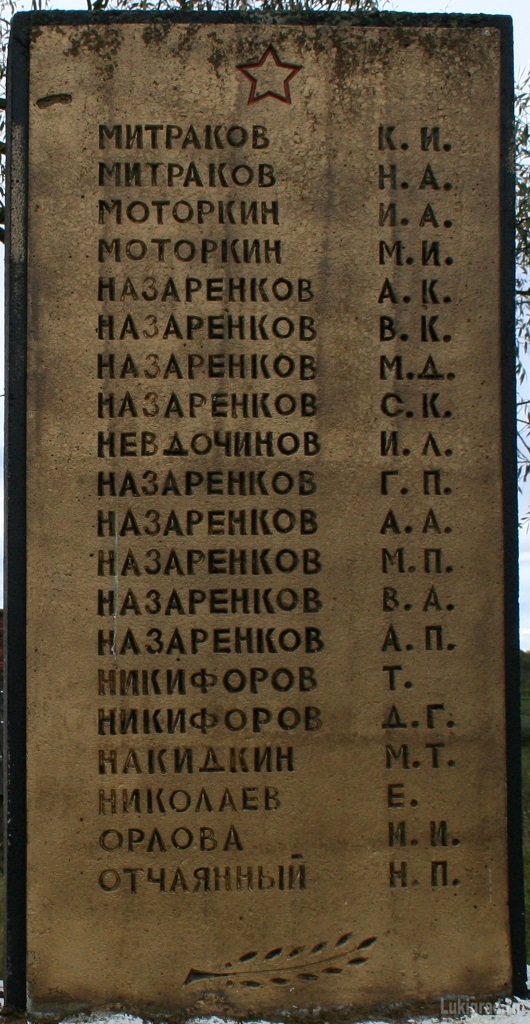 МИТРАКОВ К. И.
МИТРАКОВ Н. А.
МОТОРКИН И. А.
МОТОРКИН М. И.
НАЗАРЕНКОВ А. К.
НАЗАРЕНКОВ В. К.
НАЗАРЕНКОВ М. Д.
НАЗАРЕНКОВ С. К.
НЕВДОЧИНОВ И. Л.
НАЗАРЕНКОВ Г. П.
НАЗАРЕНКОВ А. А.
НАЗАРЕНКОВ М. П.
НАЗАРЕНКОВ В. А.
НАЗАРЕНКОВ А. П.
НИКИФОРОВ Т.
НИКИФОРОВ Д. Г.
НАКИДКИН М. Т.
НИКОЛАЕВ Е.
ОРЛОВА И. И.
ОТЧАЯННЫЙ Н. П.